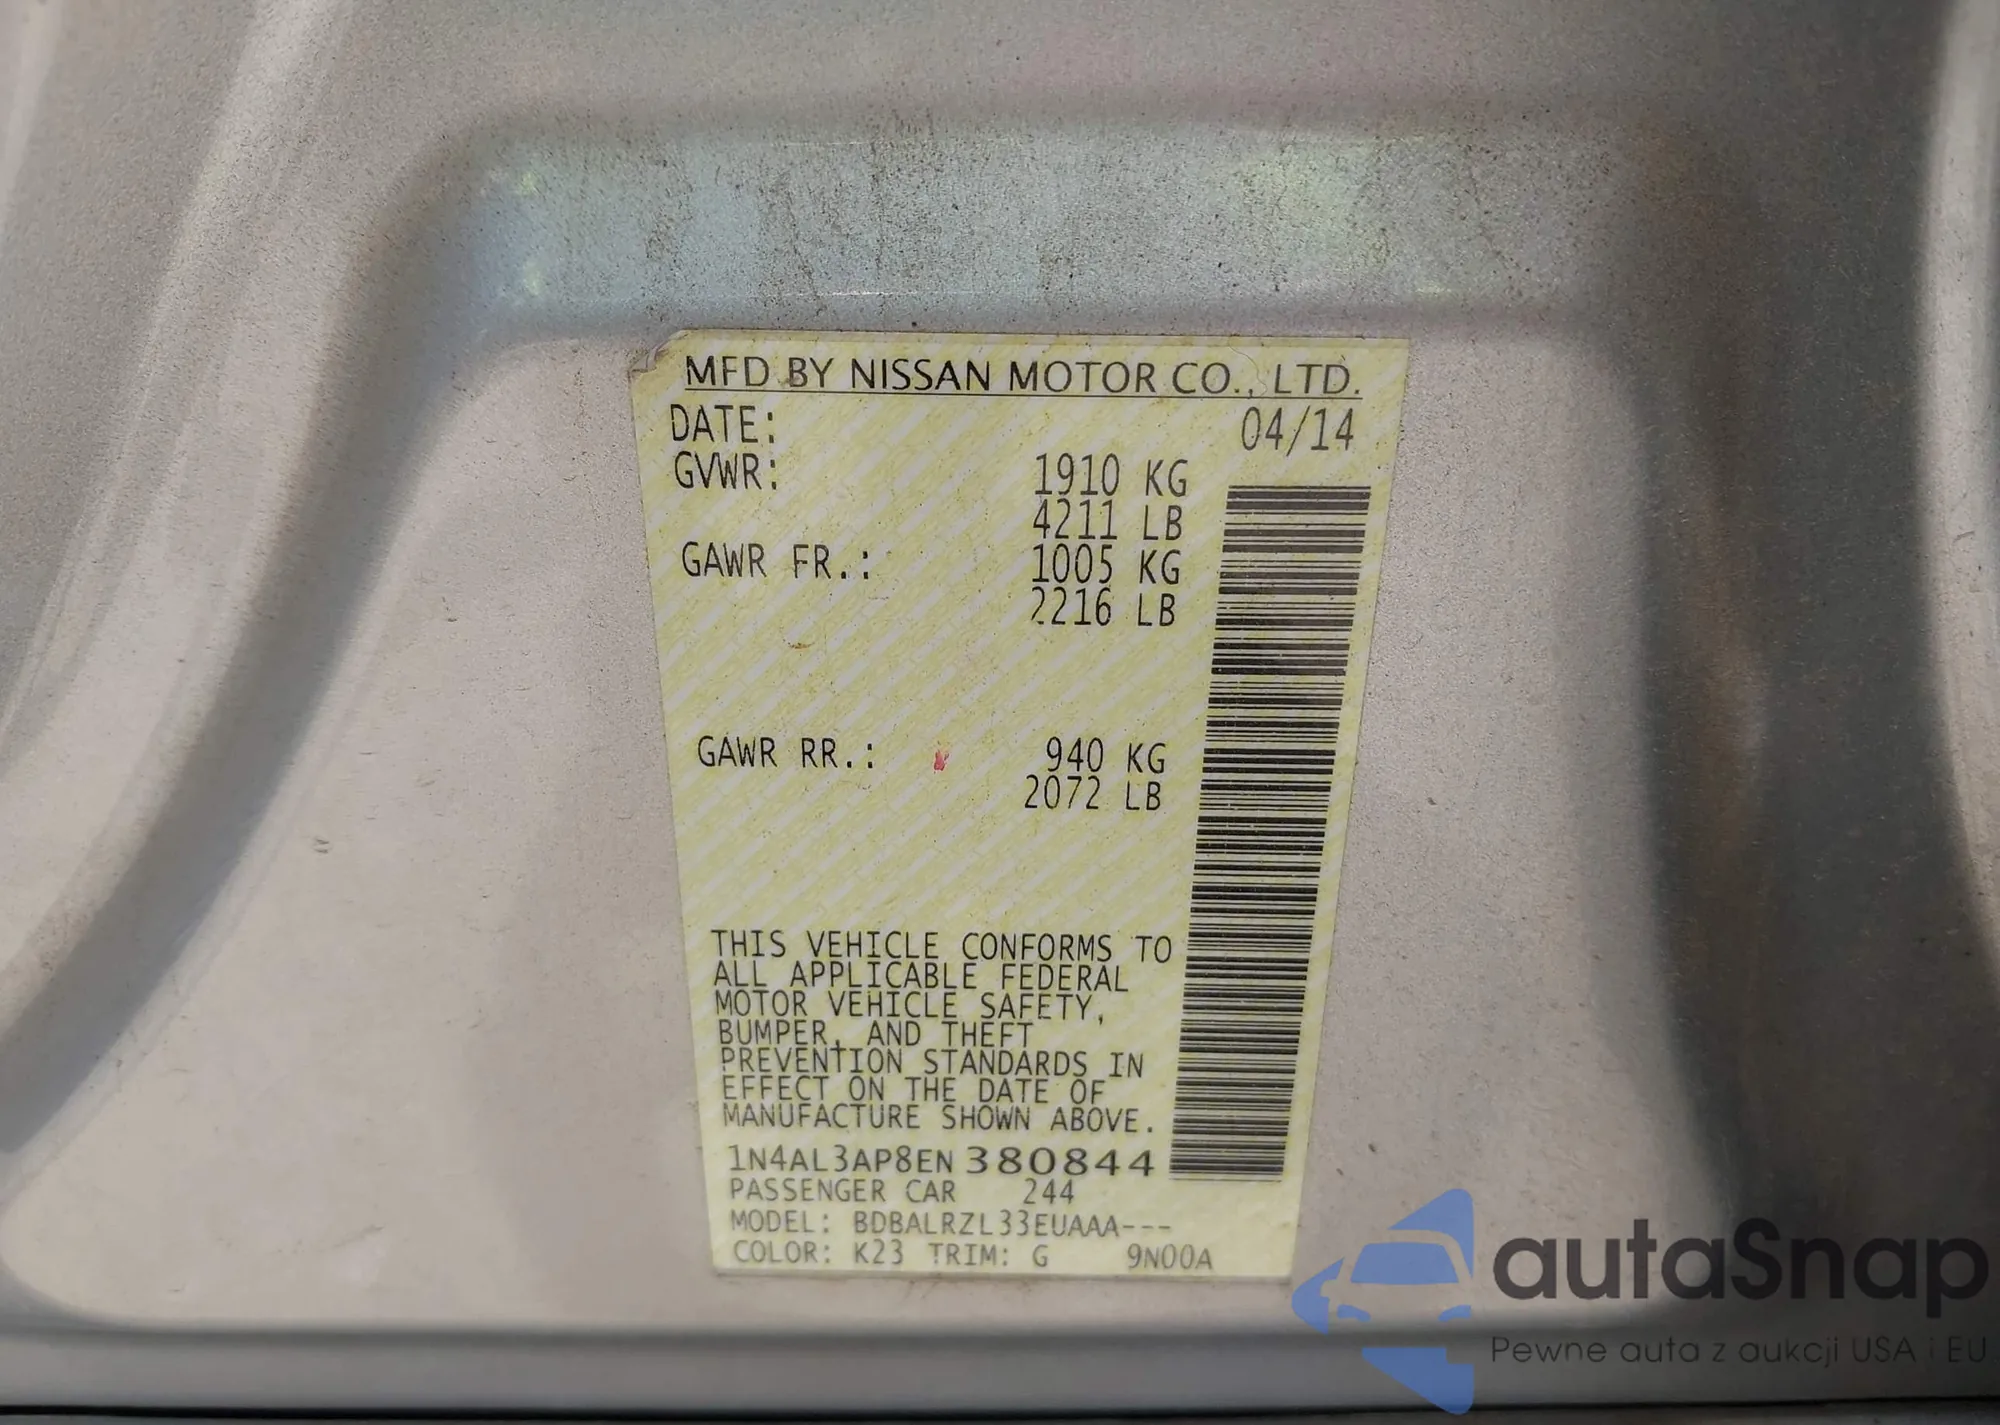 MFD BY NISSAN MOTOR CO., LTD.
DATE: 04/14
GVWR: 1910 KG
4211 LB
GAWR FR.: 1005 KG
2216 LB
GAWR RR.: 940 KG
2072 LB
THIS VEHICLE CONFORMS TO
ALL APPLICABLE FEDERAL
MOTOR VEHICLE SAFETY,
BUMPER, AND THEFT
PREVENTION STANDARDS IN
EFFECT ON THE DATE OF
MANUFACTURE SHOWN ABOVE.
1N4AL3AP8EN 380844
PASSENGER CAR 244
MODEL: BDBALRZL33EUAAA---
COLOR: K23 TRIM: G 9N00A
autaSnap
Pewne auta z aukcji USA i EU